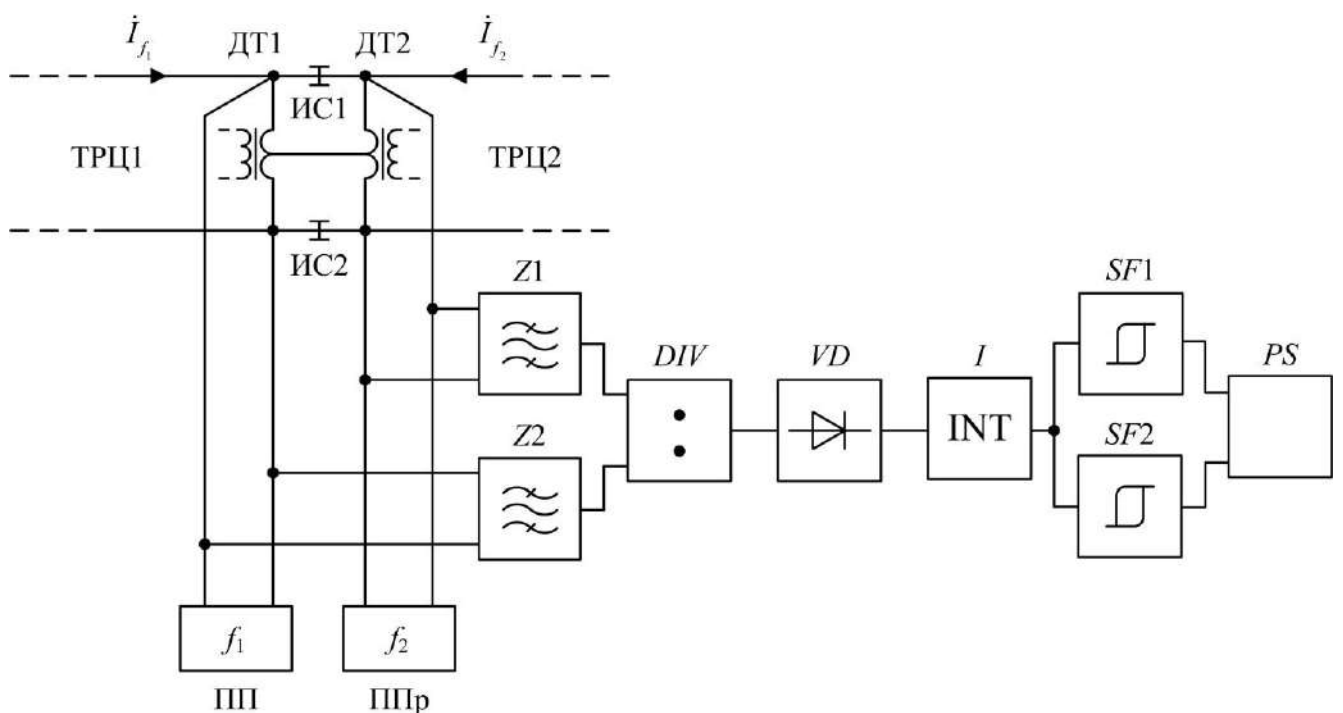 İ_f₁
ДТ1
ДТ2
İ_f₂
ИС1
ТРЦ1
ТРЦ2
ИС2
Z1
SF1
DIV
VD
I
PS
INT
Z2
SF2
f₁
f₂
ПП
ППр